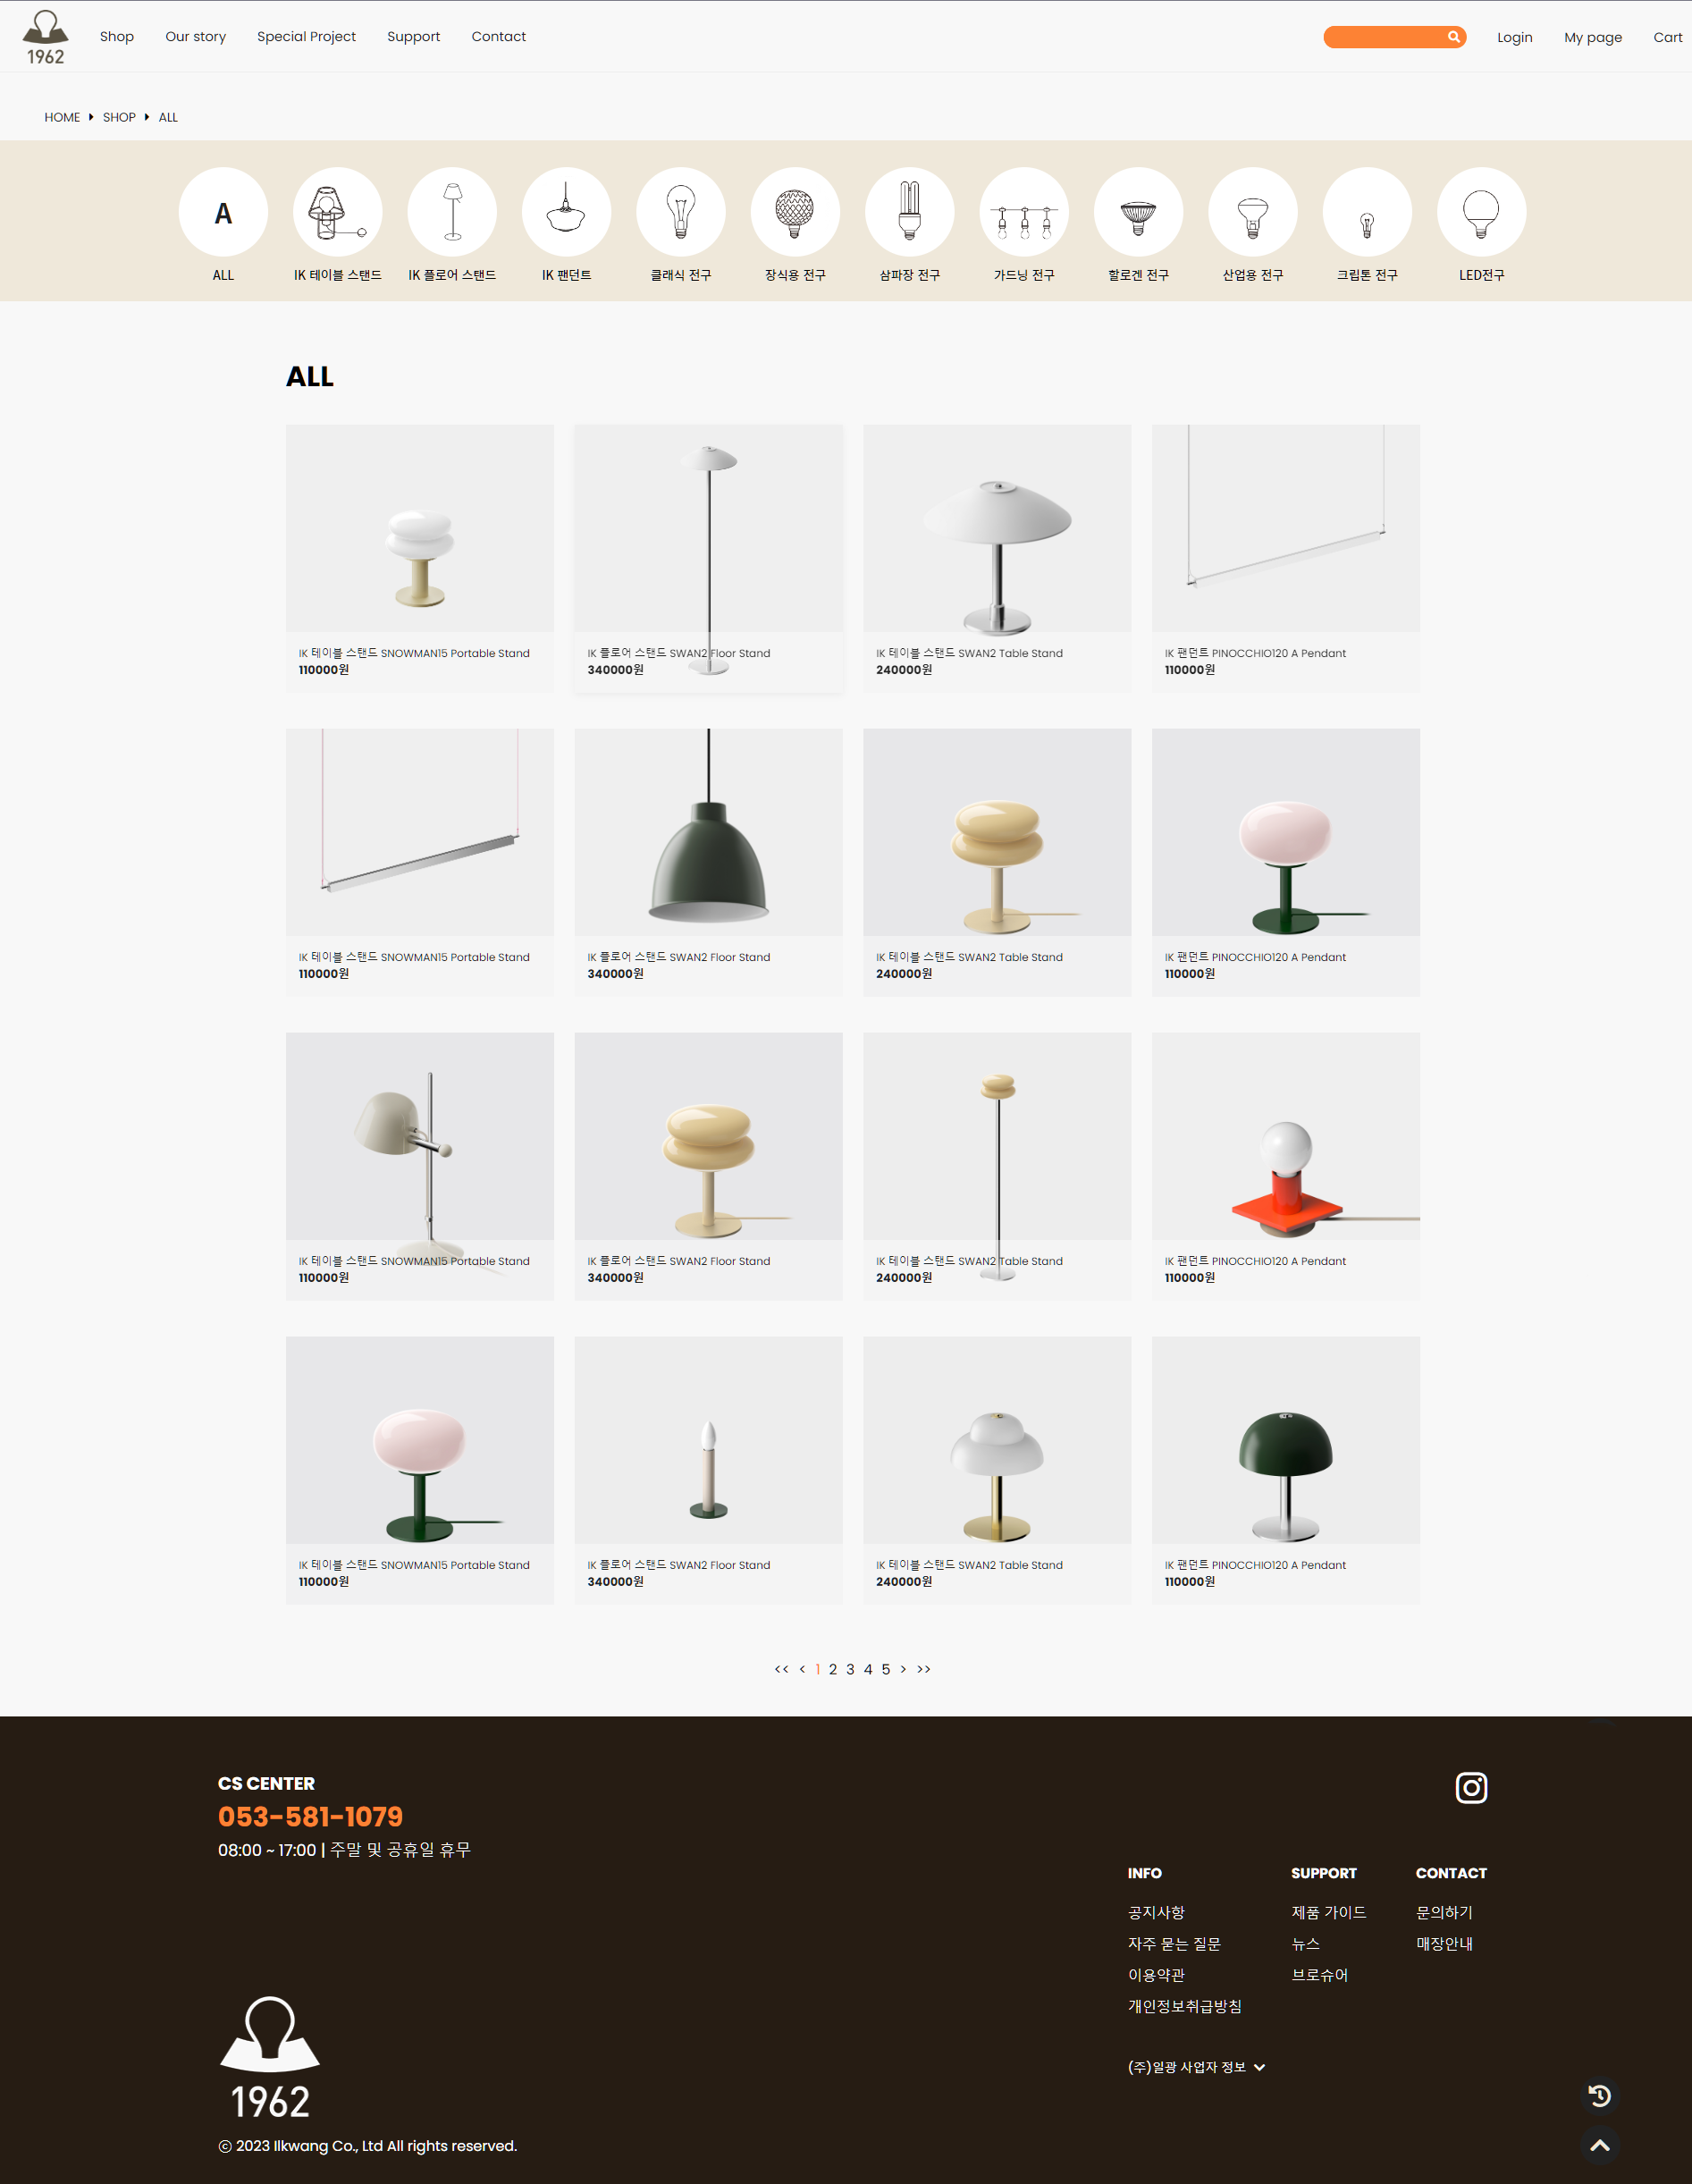 1962
Shop Our story Special Project Support Contact Login My page Cart
HOME SHOP ALL
A
ALL IK 테이블 스탠드 IK 플로어 스탠드 IK 팬던트 클래식 전구 장식용 전구 삼파장 전구 가드닝 전구 할로겐 전구 산업용 전구 크립톤 전구 LED전구
ALL
IK 테이블 스탠드 SNOWMAN15 Portable Stand
110000원
IK 플로어 스탠드 SWAN2 Floor Stand
340000원
IK 테이블 스탠드 SWAN2 Table Stand
240000원
IK 팬던트 PINOCCHIO120 A Pendant
110000원
IK 테이블 스탠드 SNOWMAN15 Portable Stand
110000원
IK 플로어 스탠드 SWAN2 Floor Stand
340000원
IK 테이블 스탠드 SWAN2 Table Stand
240000원
IK 팬던트 PINOCCHIO120 A Pendant
110000원
IK 테이블 스탠드 SNOWMAN15 Portable Stand
110000원
IK 플로어 스탠드 SWAN2 Floor Stand
340000원
IK 테이블 스탠드 SWAN2 Table Stand
240000원
IK 팬던트 PINOCCHIO120 A Pendant
110000원
IK 테이블 스탠드 SNOWMAN15 Portable Stand
110000원
IK 플로어 스탠드 SWAN2 Floor Stand
340000원
IK 테이블 스탠드 SWAN2 Table Stand
240000원
IK 팬던트 PINOCCHIO120 A Pendant
110000원
<< < 1 2 3 4 5 > >>
CS CENTER
053-581-1079
08:00 ~ 17:00 | 주말 및 공휴일 휴무
INFO
공지사항
자주 묻는 질문
이용약관
개인정보취급방침
SUPPORT
제품 가이드
뉴스
브로슈어
CONTACT
문의하기
매장안내
(주)일광 사업자 정보
1962
ⓒ 2023 Ilkwang Co., Ltd All rights reserved.